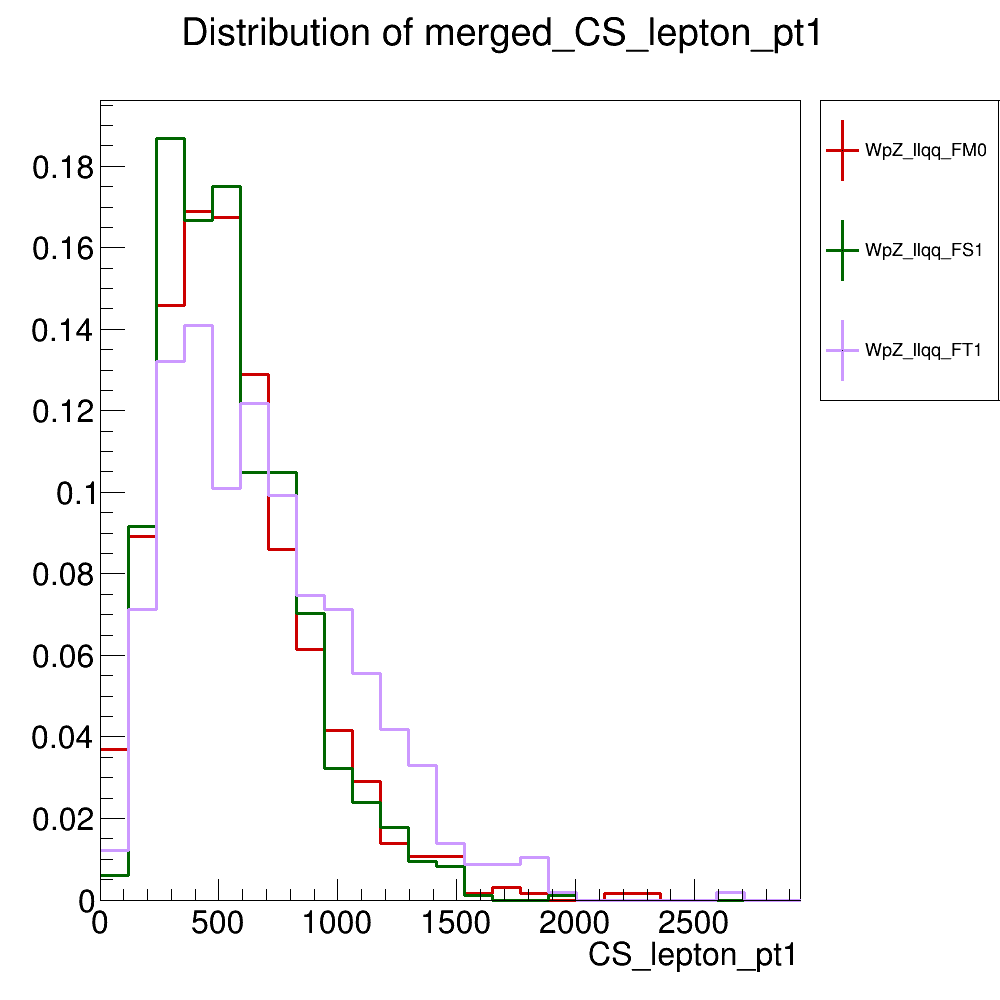 Distribution of merged_CS_lepton_pt1
WpZ_llqq_FM0
WpZ_llqq_FS1
WpZ_llqq_FT1
0.18
0.16
0.14
0.12
0.1
0.08
0.06
0.04
0.02
0
0 500 1000 1500 2000 2500
CS_lepton_pt1